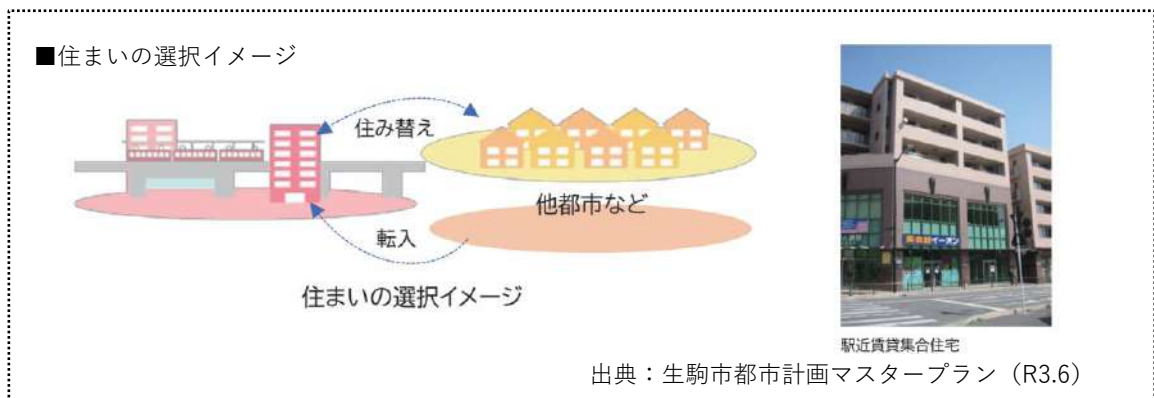 ■住まいの選択イメージ
住み替え
他都市など
転入
住まいの選択イメージ
駅近賃貸集合住宅
出典：生駒市都市計画マスタープラン（R3.6）